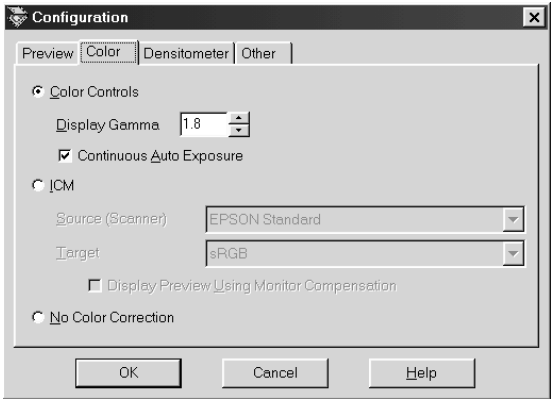 Configuration
Preview Color Densitometer Other
Color Controls
Display Gamma 1.8
Continuous Auto Exposure
ICM
Source (Scanner) EPSON Standard
Target sRGB
Display Preview Using Monitor Compensation
No Color Correction
OK Cancel Help